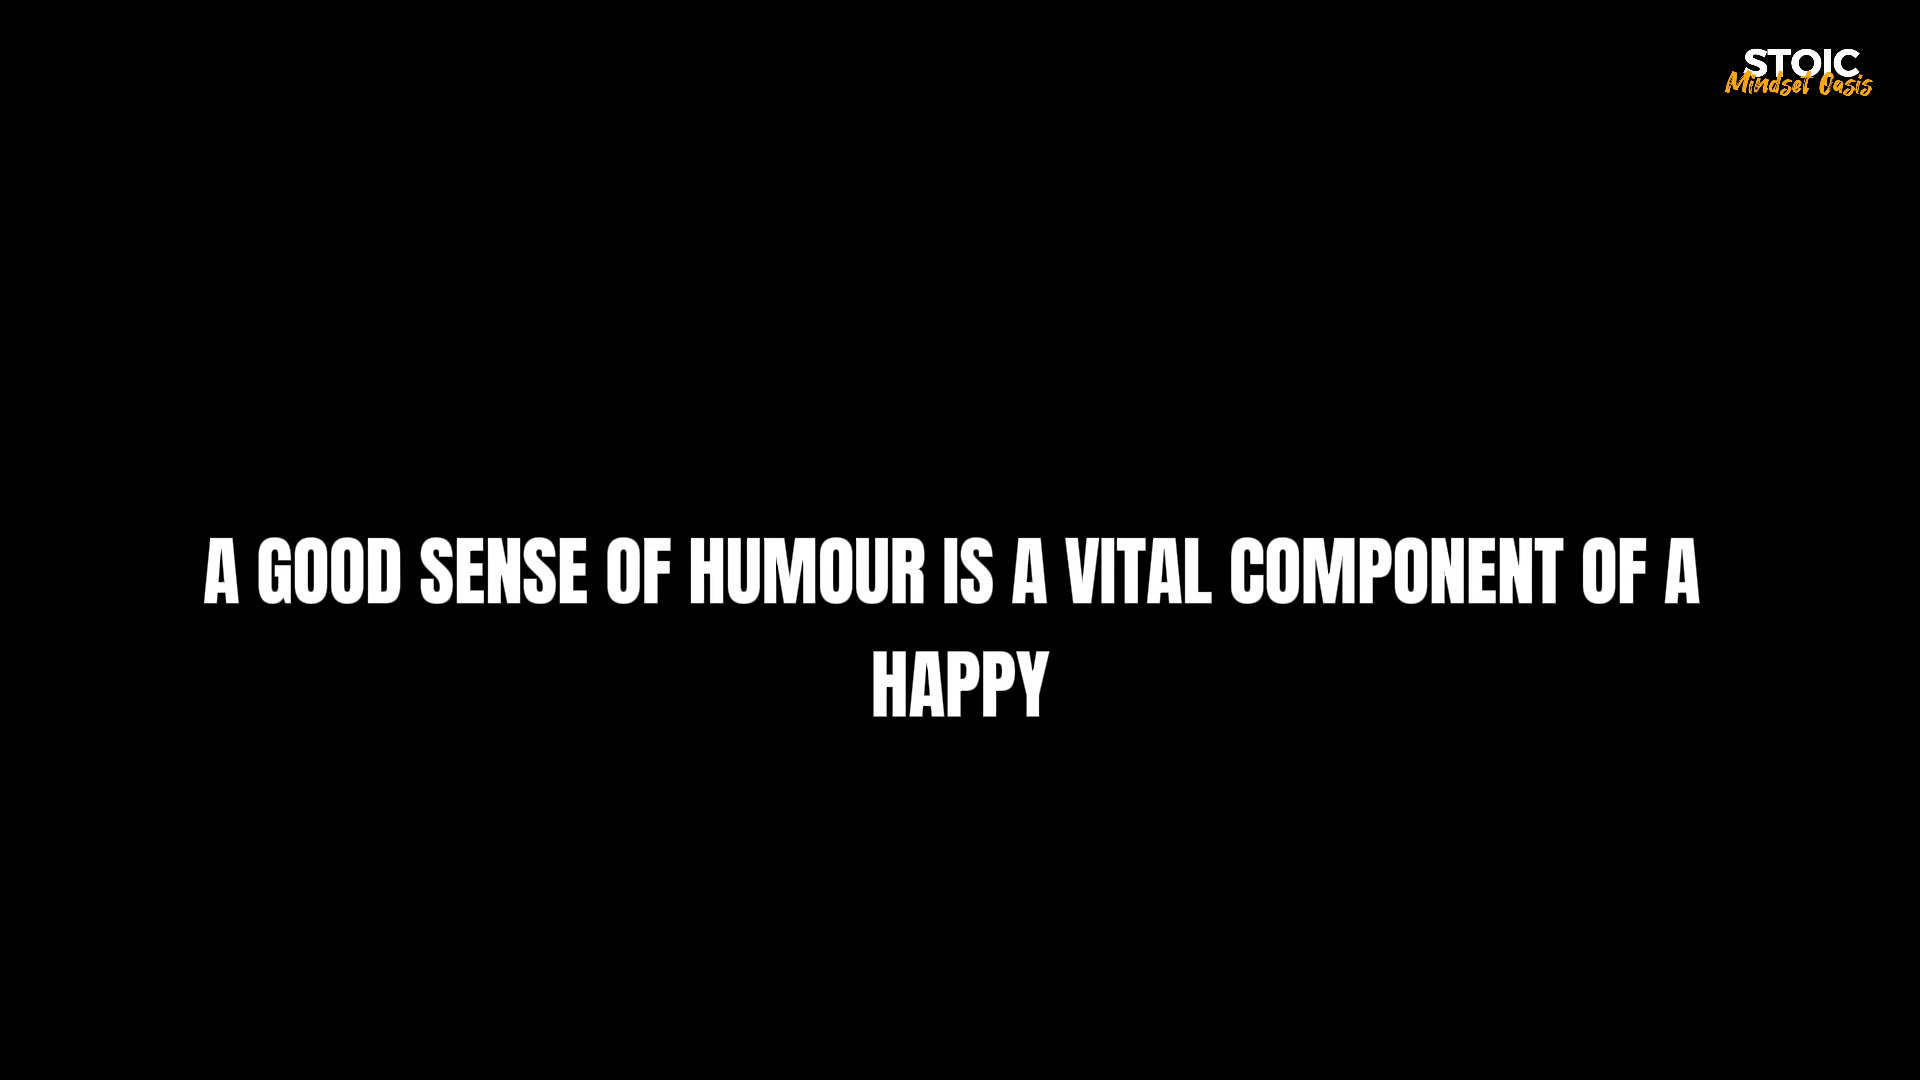 STOIC
Mindset Oasis
A GOOD SENSE OF HUMOUR IS A VITAL COMPONENT OF A
HAPPY